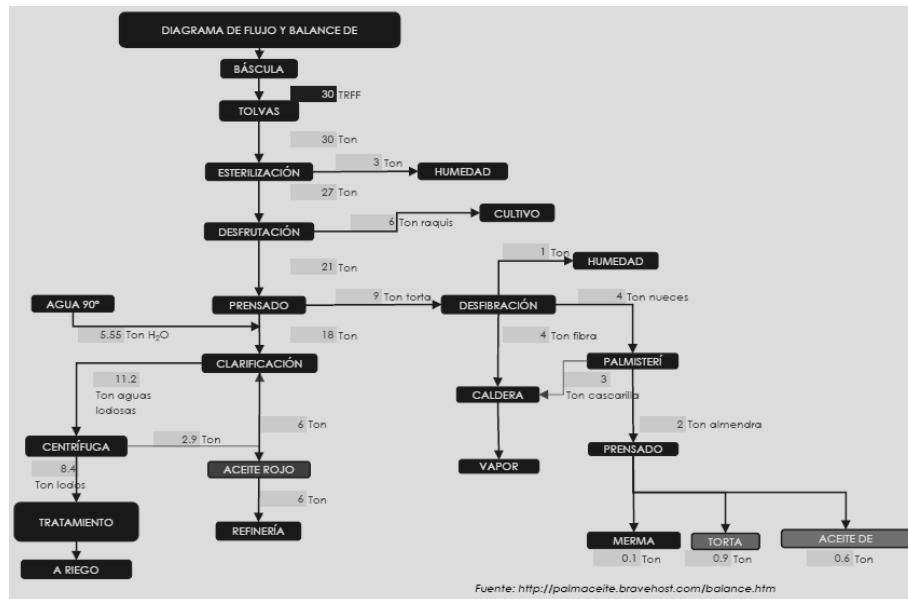 DIAGRAMA DE FLUJO Y BALANCE DE
BÁSCULA
30 TRFF
TOLVAS
30 Ton
ESTERILIZACIÓN
3 Ton
HUMEDAD
27 Ton
DESFRUTACIÓN
6 Ton raquis
CULTIVO
21 Ton
1 Ton
HUMEDAD
AGUA 90°
PRENSADO
9 Ton torta
DESFIBRACIÓN
4 Ton nueces
5.55 Ton H₂O
18 Ton
4 Ton fibra
CLARIFICACIÓN
PALMISTERÍ
11.2
Ton aguas
lodosas
3
Ton cascarilla
CALDERA
6 Ton
2 Ton almendra
CENTRÍFUGA
2.9 Ton
PRENSADO
8.4
Ton lodos
ACEITE ROJO
VAPOR
6 Ton
TRATAMIENTO
REFINERÍA
MERMA
TORTA
ACEITE DE
0.1 Ton
0.9 Ton
0.6 Ton
A RIEGO
Fuente: http://palmaceite.bravehost.com/balance.htm